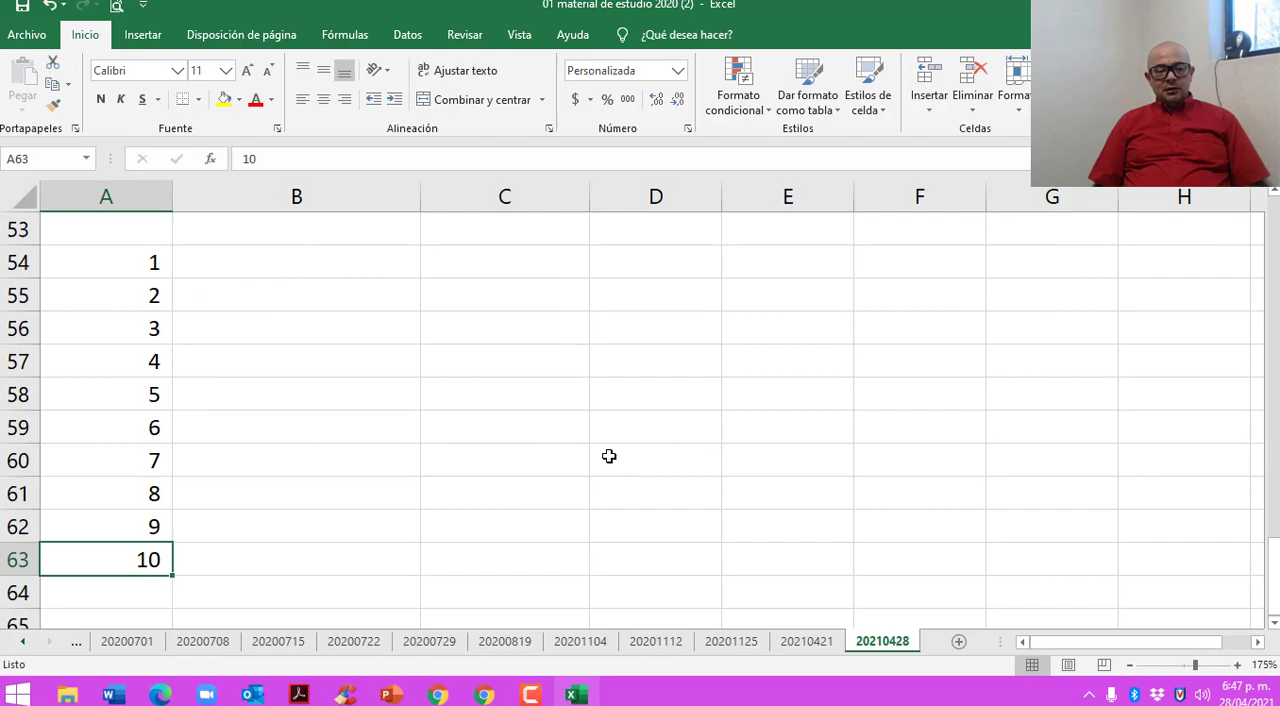 01 material de estudio 2020 (2) - Excel
Archivo Inicio Insertar Disposición de página Fórmulas Datos Revisar Vista Ayuda ¿Qué desea hacer?
Pegar
Calibri 11
Ajustar texto
Personalizada
N K S A
Combinar y centrar
$ % 000
Formato condicional
Dar formato como tabla
Estilos de celda
Insertar Eliminar
Portapapeles Fuente Alineación Número Estilos Celdas
A63 fx 10
A B C D E F G H
53
54 1
55 2
56 3
57 4
58 5
59 6
60 7
61 8
62 9
63 10
64
65
... 20200701 20200708 20200715 20200722 20200729 20200819 20201104 20201112 20201125 20210421 20210428
Listo 175%
6:47 p. m.
28/04/2021